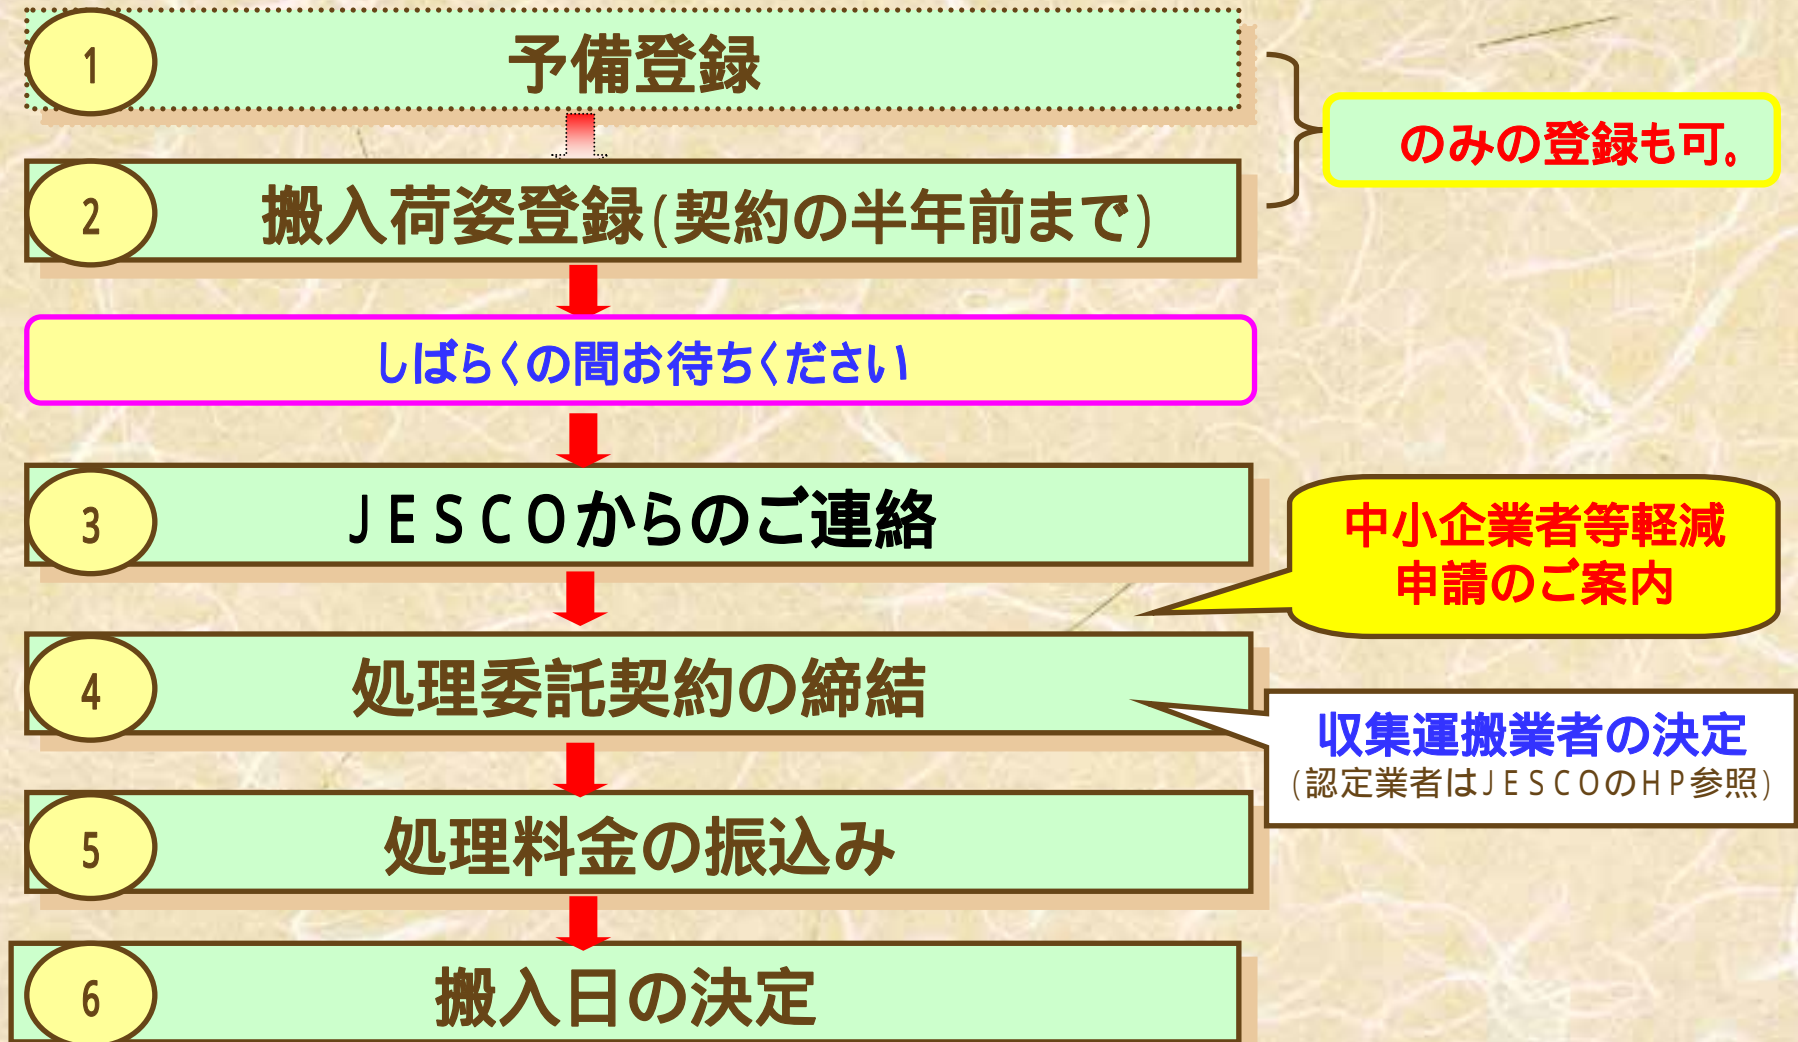 1
予備登録
のみの登録も可。
2
搬入荷姿登録(契約の半年前まで)
しばらくの間お待ちください
3
JESCOからのご連絡
中小企業者等軽減
申請のご案内
4
処理委託契約の締結
収集運搬業者の決定
(認定業者はJESCOのHP参照)
5
処理料金の振込み
6
搬入日の決定